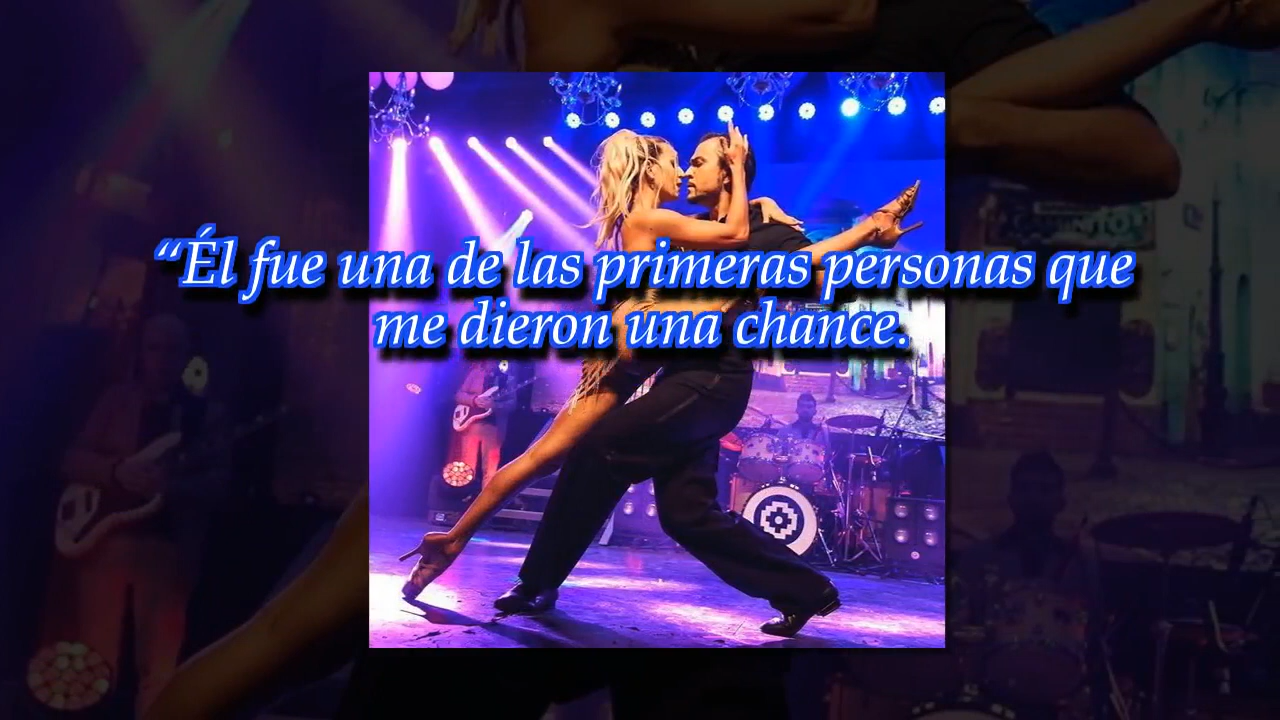 “Él fue una de las primeras personas que
me dieron una chance.